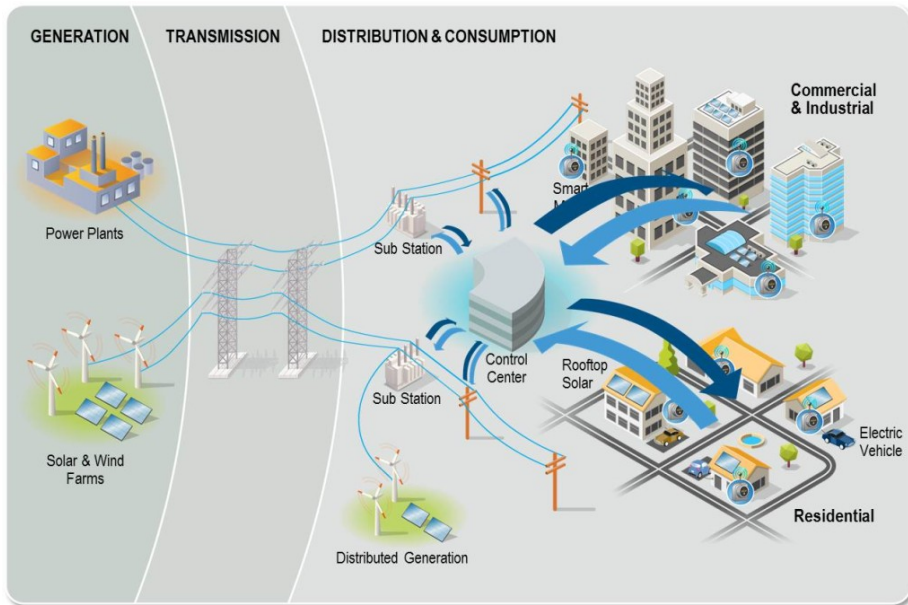 GENERATION
TRANSMISSION
DISTRIBUTION & CONSUMPTION
Commercial
& Industrial
Smart
Power Plants
Sub Station
Control
Center
Rooftop
Solar
Sub Station
Electric
Vehicle
Solar & Wind
Farms
Residential
Distributed Generation